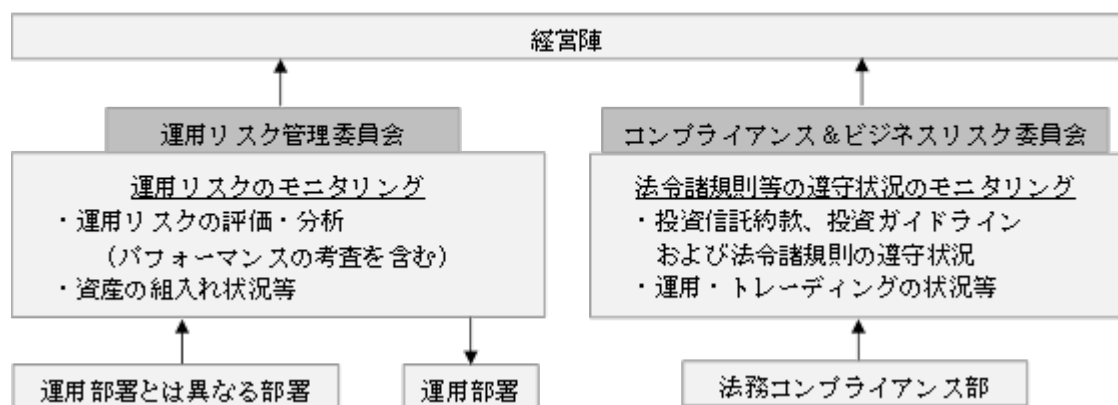 経営陣
運用リスク管理委員会
運用リスクのモニタリング
・運用リスクの評価・分析
（パフォーマンスの考査を含む）
・資産の組入れ状況等
運用部署とは異なる部署
運用部署
コンプライアンス＆ビジネスリスク委員会
法令諸規則等の遵守状況のモニタリング
・投資信託約款、投資ガイドライン
および法令諸規則の遵守状況
・運用・トレーディングの状況等
法務コンプライアンス部